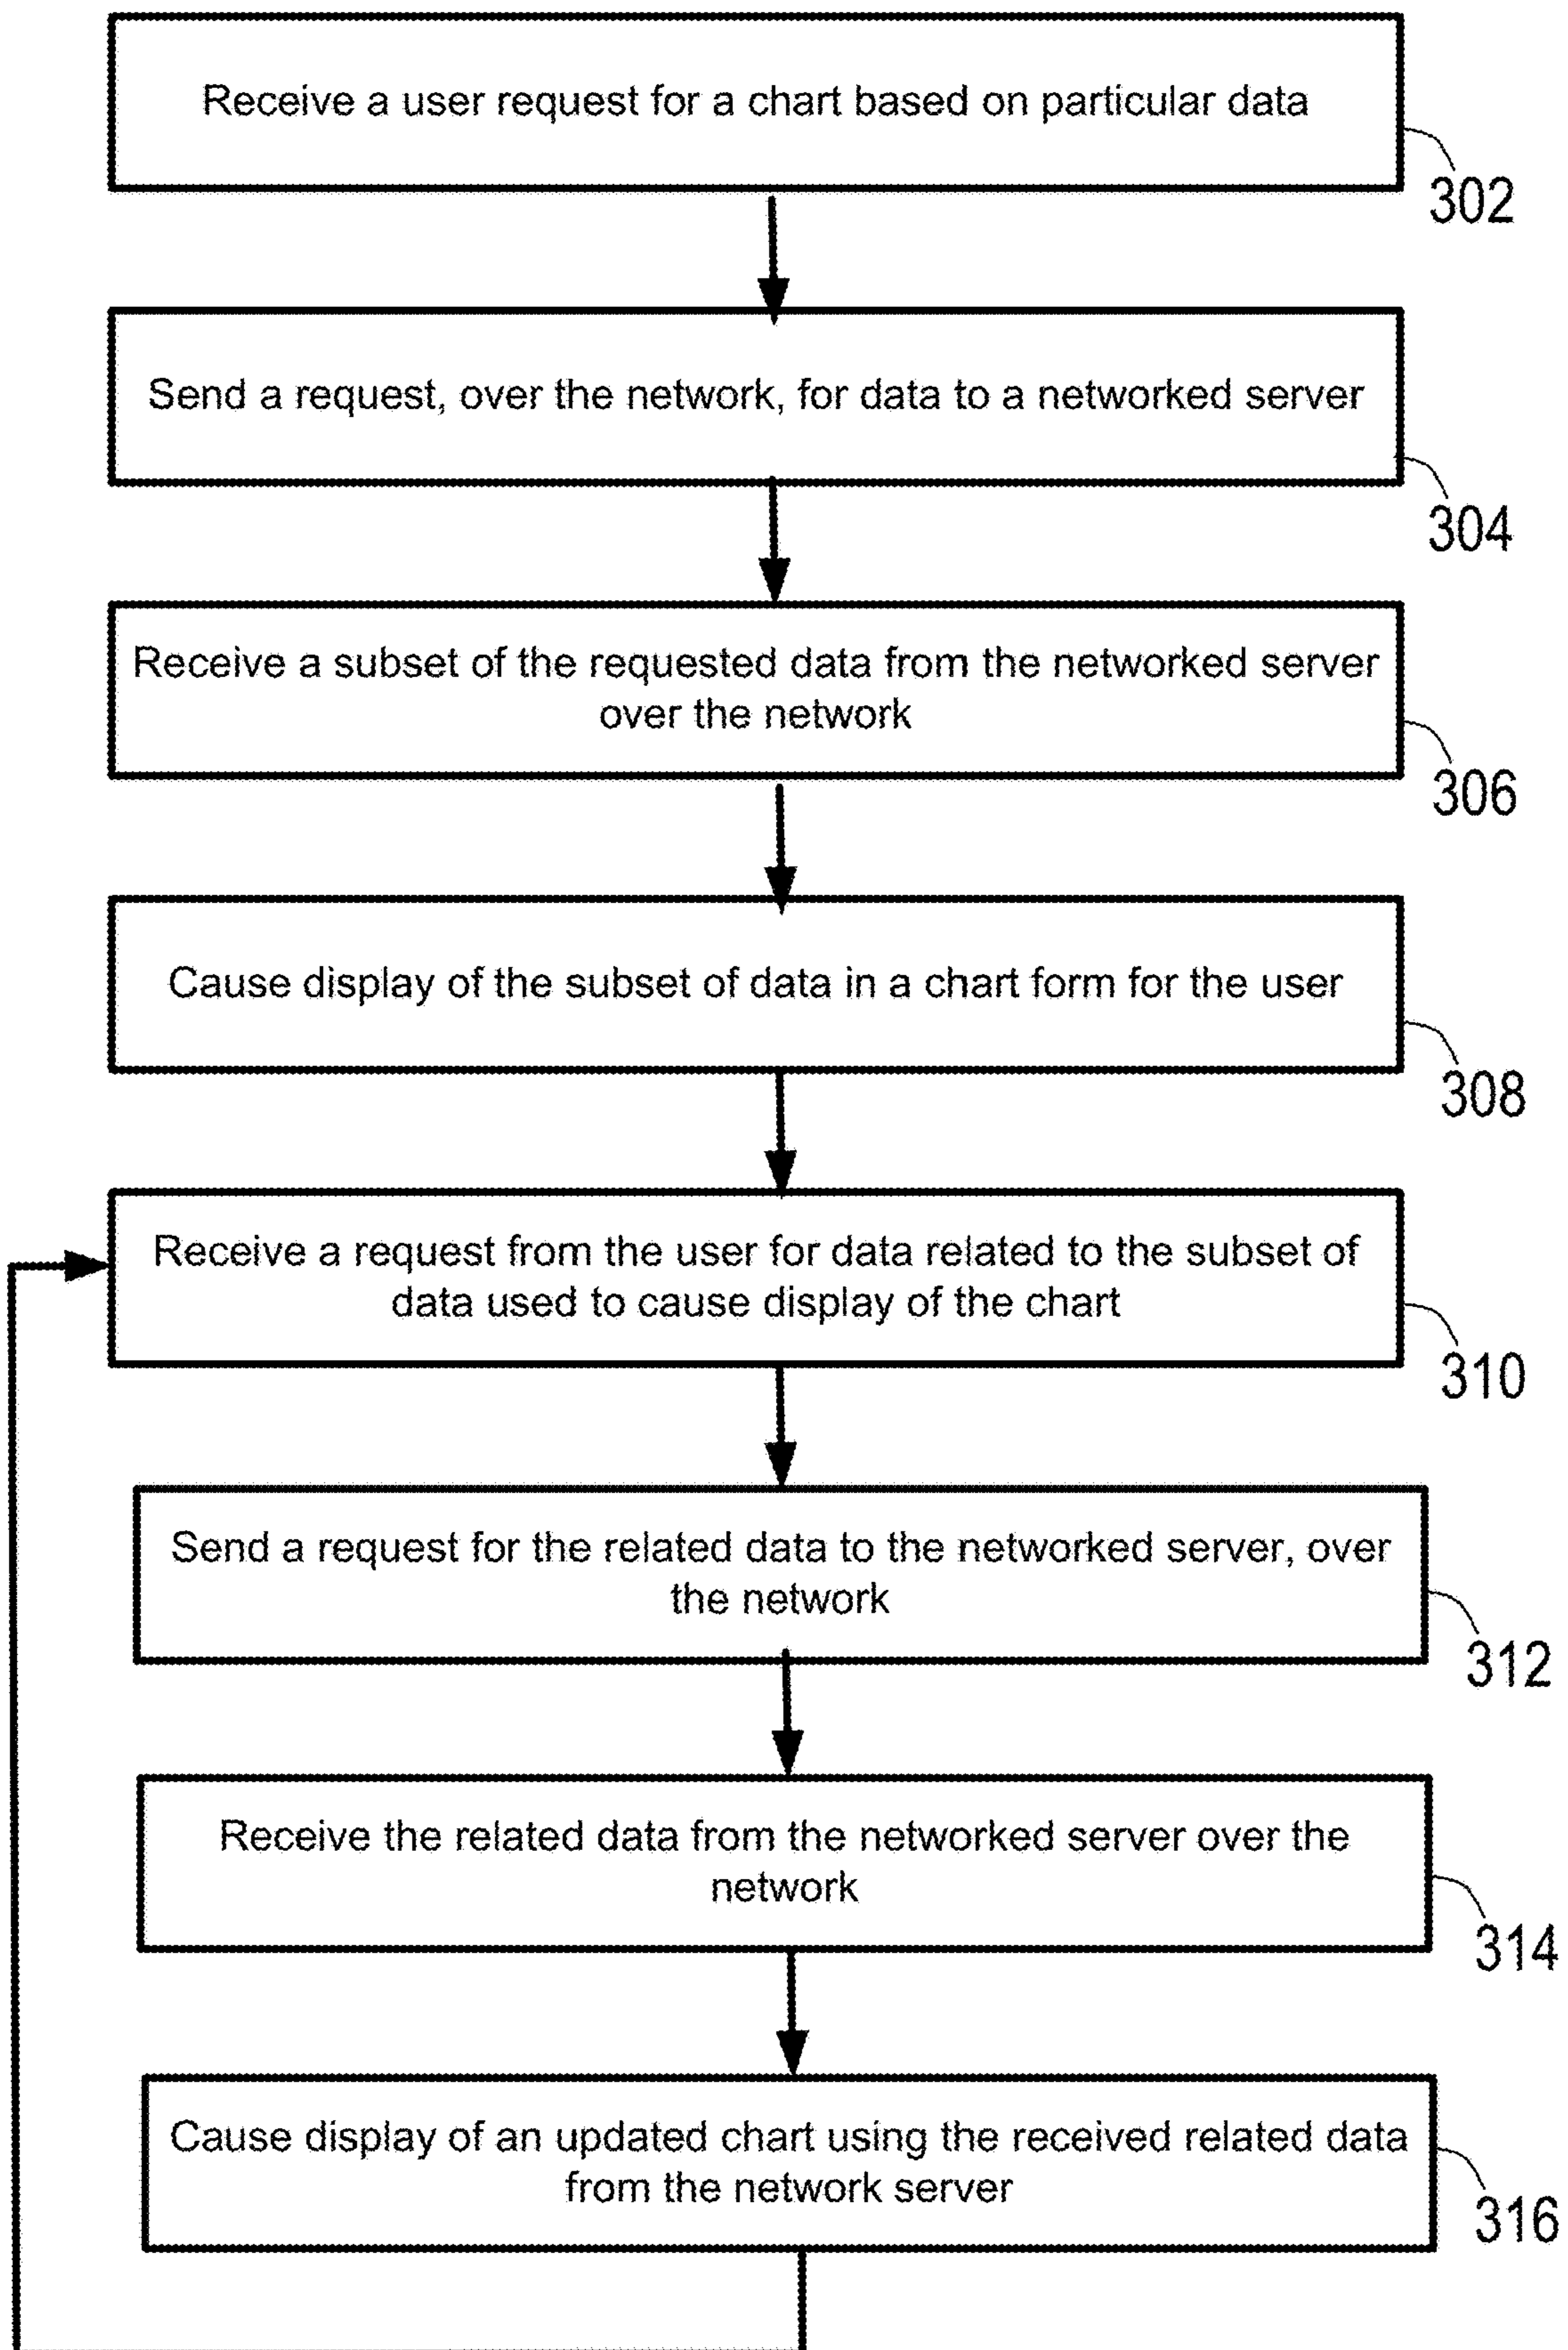 Receive a user request for a chart based on particular data
302
Send a request, over the network, for data to a networked server
304
Receive a subset of the requested data from the networked server
over the network
306
Cause display of the subset of data in a chart form for the user
308
Receive a request from the user for data related to the subset of
data used to cause display of the chart
310
Send a request for the related data to the networked server, over
the network
312
Receive the related data from the networked server over the
network
314
Cause display of an updated chart using the received related data
from the network server
316